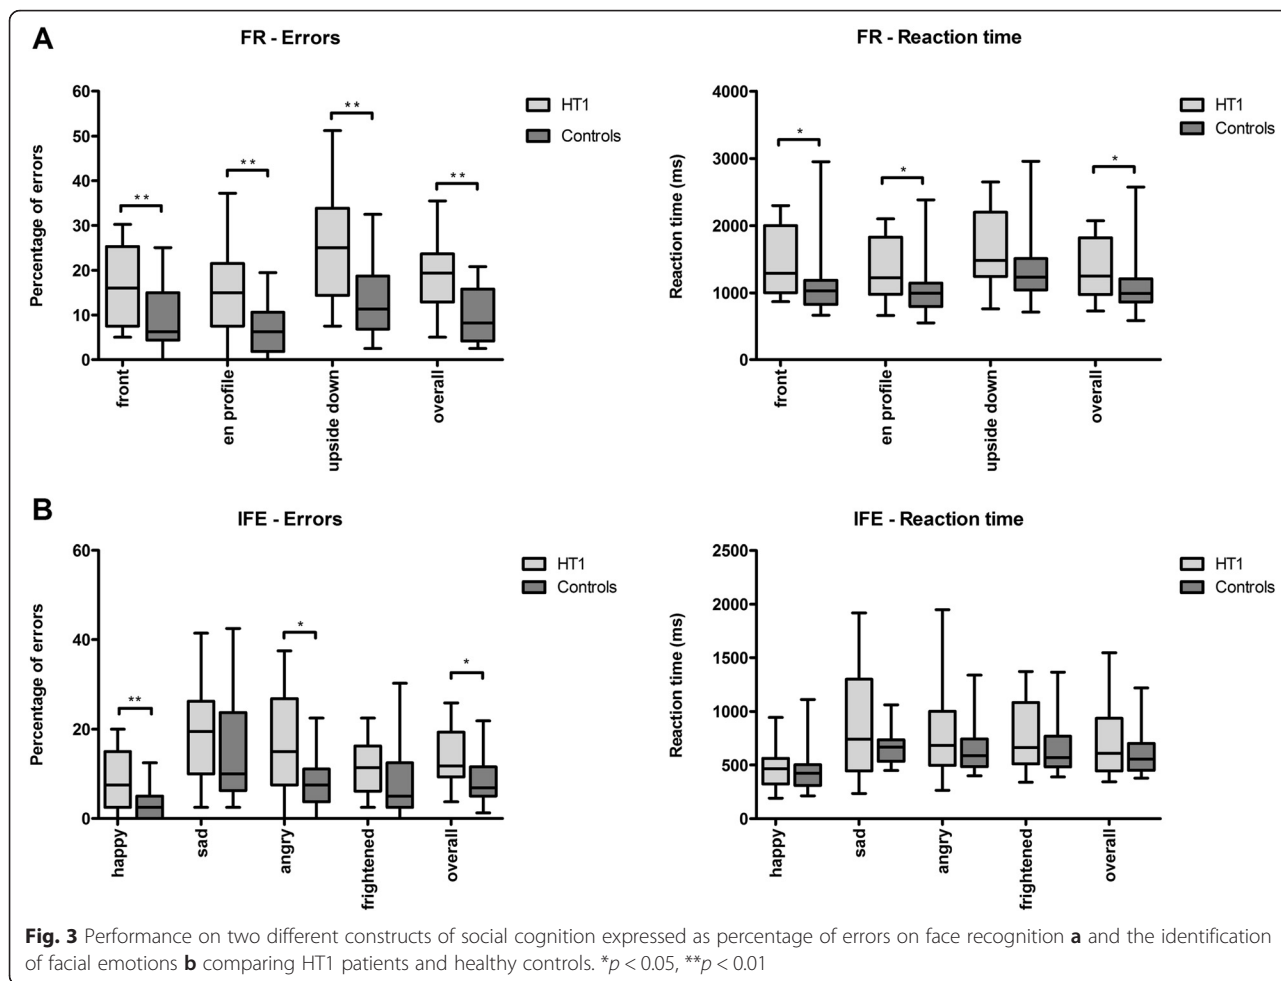 A
FR - Errors
Percentage of errors
60
50
40
30
20
10
0
**
**
**
**
HT1
Controls
front
en profile
upside down
overall
FR - Reaction time
Reaction time (ms)
4000
3000
2000
1000
0
*
*
*
HT1
Controls
front
en profile
upside down
overall
B
IFE - Errors
Percentage of errors
60
40
20
0
**
*
*
HT1
Controls
happy
sad
angry
frightened
overall
IFE - Reaction time
Reaction time (ms)
2500
2000
1500
1000
500
0
HT1
Controls
happy
sad
angry
frightened
overall
Fig. 3 Performance on two different constructs of social cognition expressed as percentage of errors on face recognition a and the identification
of facial emotions b comparing HT1 patients and healthy controls. *p < 0.05, **p < 0.01